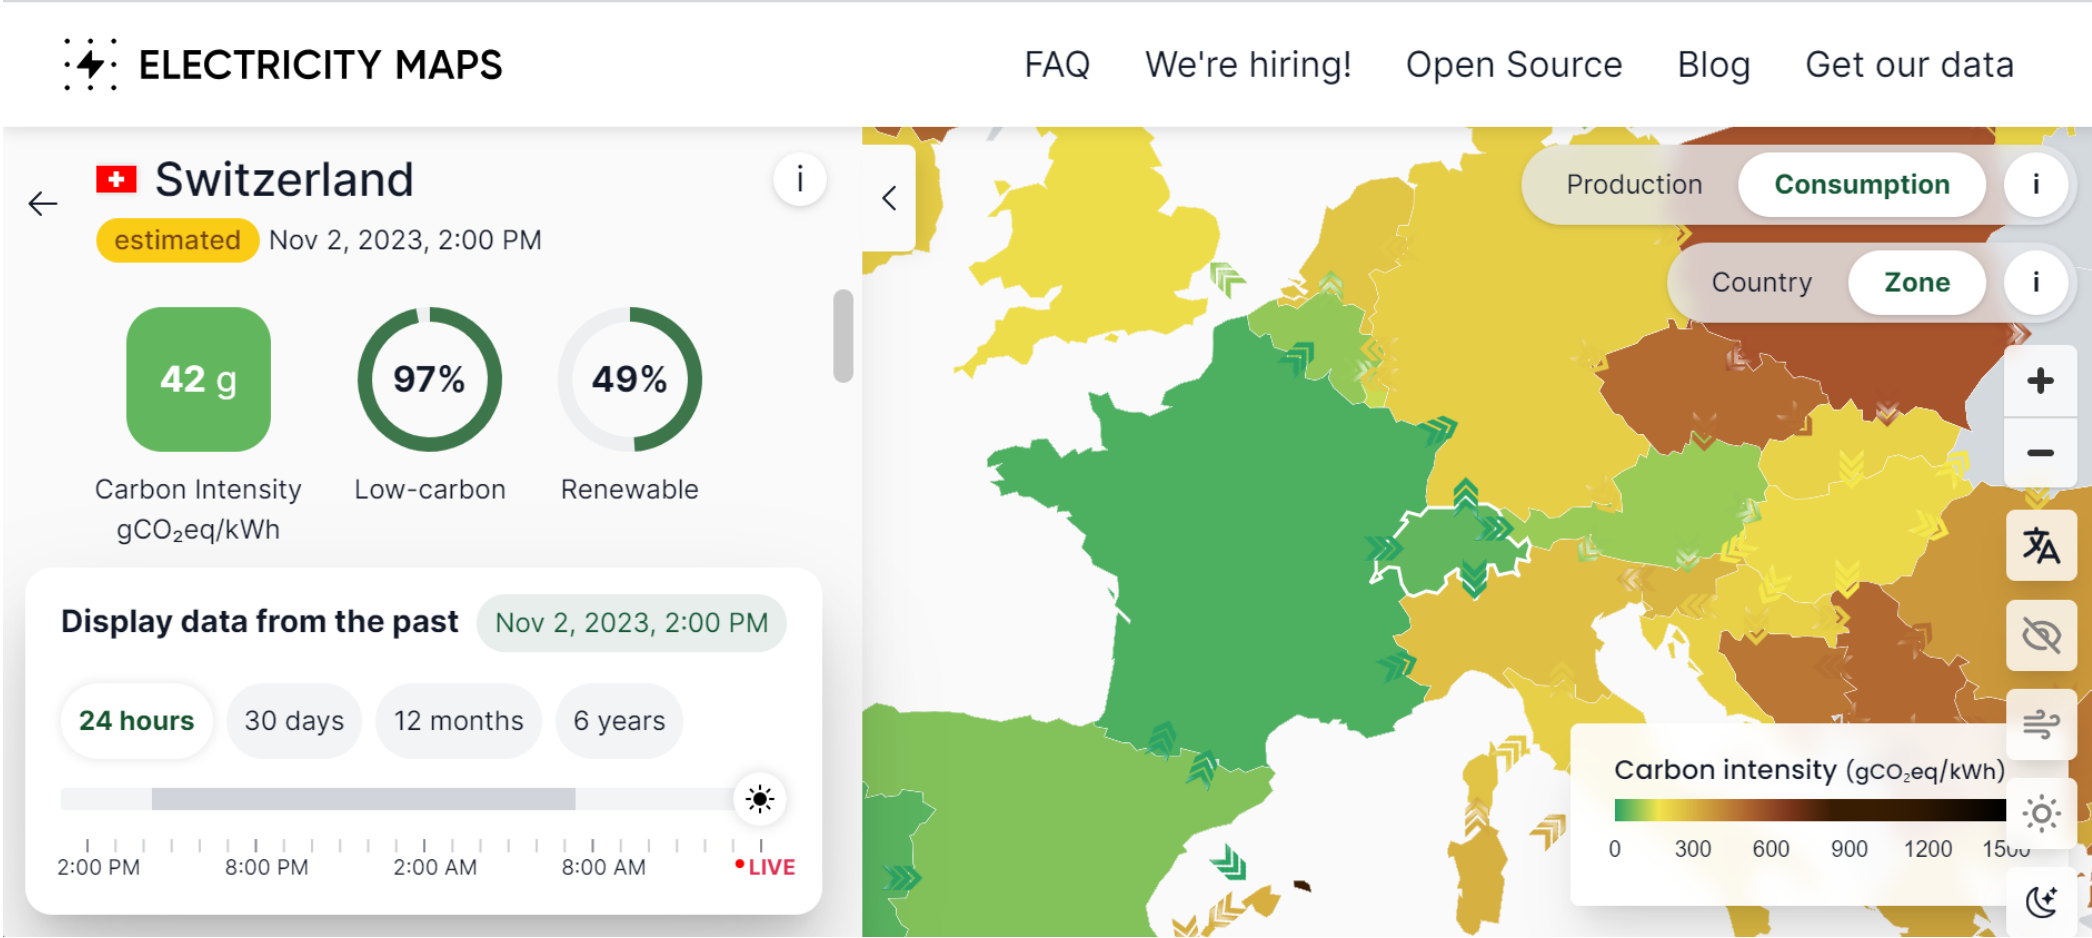 ELECTRICITY MAPS
FAQ
We're hiring!
Open Source
Blog
Get our data
Switzerland
i
estimated
Nov 2, 2023, 2:00 PM
42 g
97%
49%
Carbon Intensity
gCO₂eq/kWh
Low-carbon
Renewable
Display data from the past
Nov 2, 2023, 2:00 PM
24 hours
30 days
12 months
6 years
2:00 PM
8:00 PM
2:00 AM
8:00 AM
LIVE
Production
Consumption
i
Country
Zone
i
+
−
文A
Carbon intensity (gCO₂eq/kWh)
0
300
600
900
1200
1500